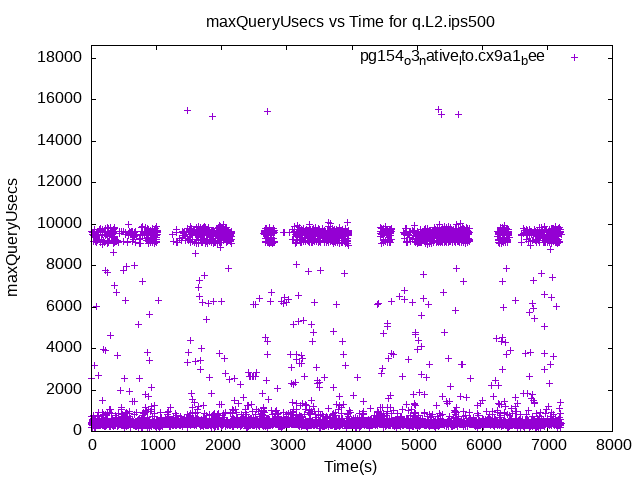 maxQueryUsecs vs Time for q.L2.ips500
pg154o3native_lto.cx9a1bee
18000
16000
14000
12000
10000
8000
6000
4000
2000
0
maxQueryUsecs
0 1000 2000 3000 4000 5000 6000 7000 8000
Time(s)